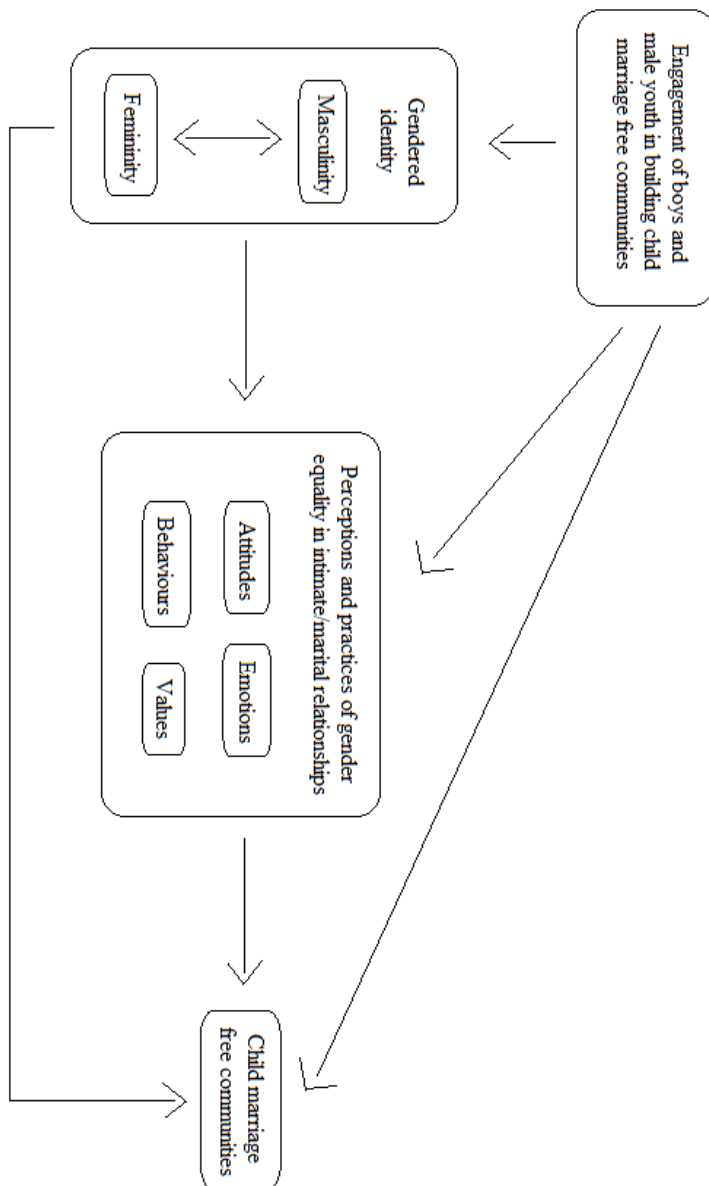 Engagement of boys and
male youth in building child
marriage free communities
Gendered
identity
Masculinity
Femininity
Perceptions and practices of gender
equality in intimate/marital relationships
Attitudes
Emotions
Behaviours
Values
Child marriage
free communities